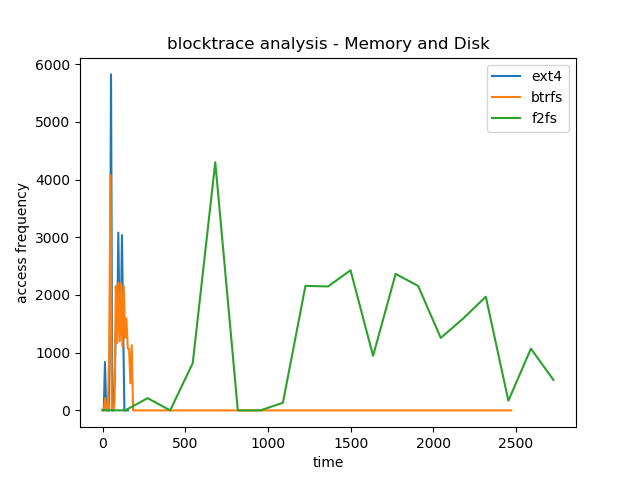 blocktrace analysis - Memory and Disk
ext4
btrfs
f2fs
access frequency
6000
5000
4000
3000
2000
1000
0
0 500 1000 1500 2000 2500
time